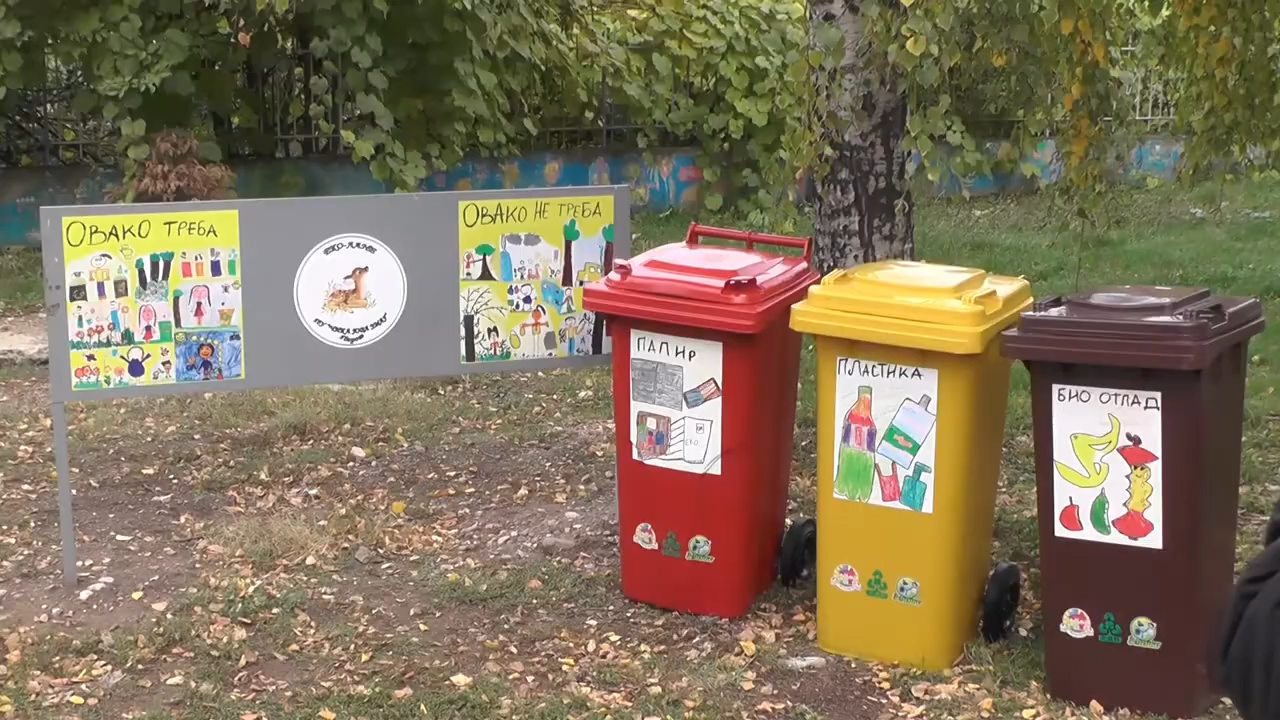 ОВАКО ТРЕБА
ОВАКО НЕ ТРЕБА
ПАПИР
ПЛАСТИКА
БИО ОТПАД